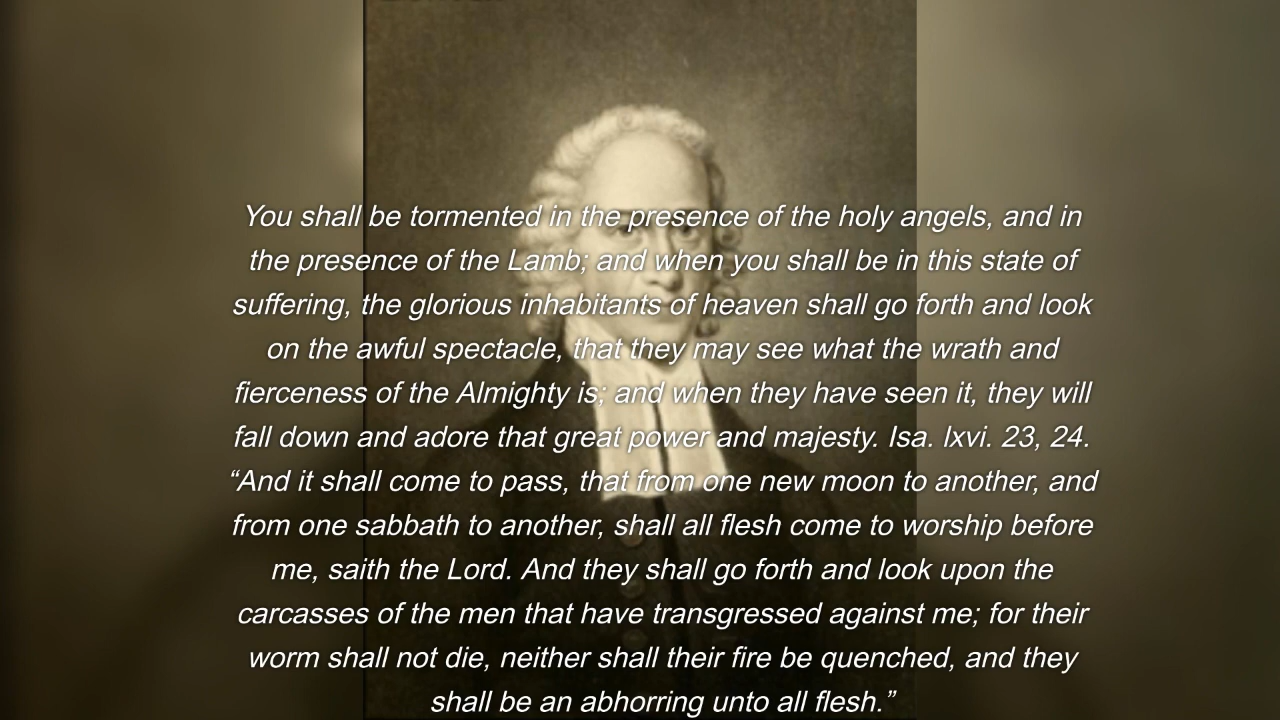 You shall be tormented in the presence of the holy angels, and in
the presence of the Lamb; and when you shall be in this state of
suffering, the glorious inhabitants of heaven shall go forth and look
on the awful spectacle, that they may see what the wrath and
fierceness of the Almighty is; and when they have seen it, they will
fall down and adore that great power and majesty. Isa. lxvi. 23, 24.
“And it shall come to pass, that from one new moon to another, and
from one sabbath to another, shall all flesh come to worship before
me, saith the Lord. And they shall go forth and look upon the
carcasses of the men that have transgressed against me; for their
worm shall not die, neither shall their fire be quenched, and they
shall be an abhorring unto all flesh.”